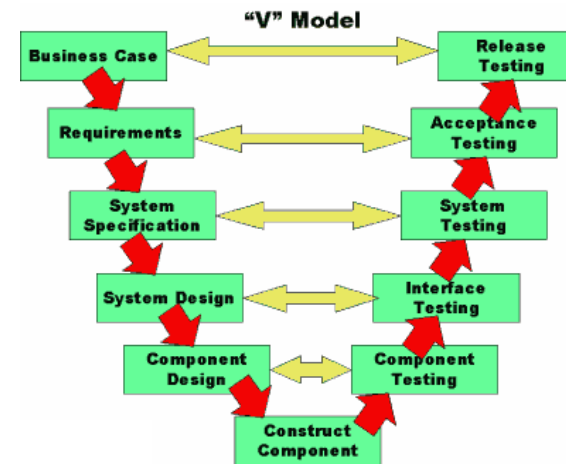 “V” Model
Business Case
Release
Testing
Requirements
Acceptance
Testing
System
Specification
System
Testing
System Design
Interface
Testing
Component
Design
Component
Testing
Construct
Component